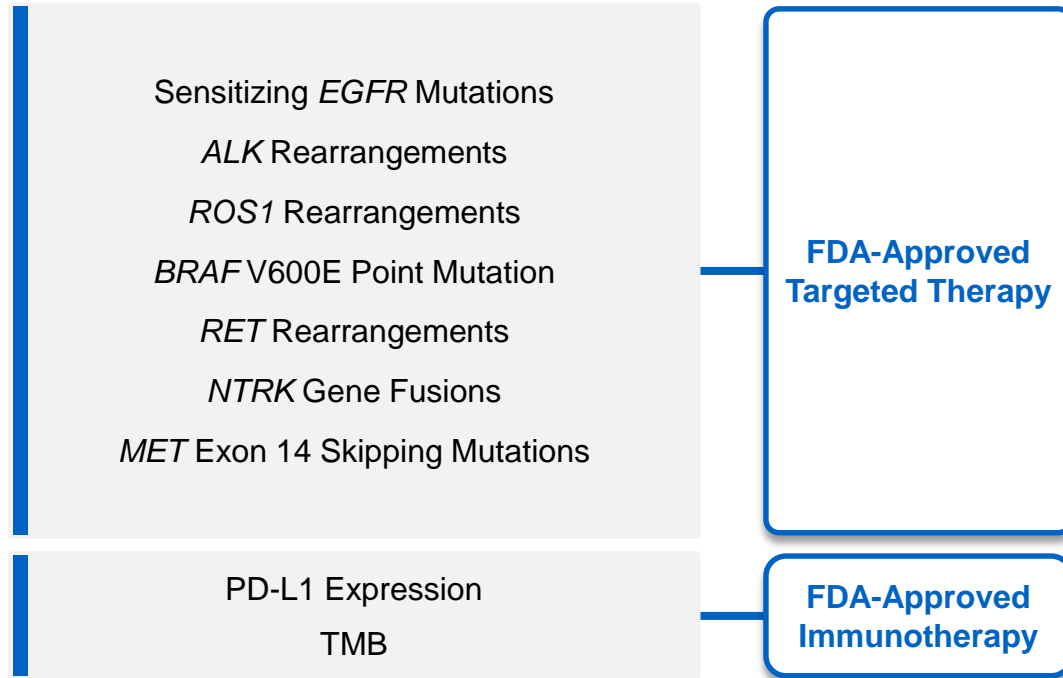 Sensitizing EGFR Mutations
ALK Rearrangements
ROS1 Rearrangements
BRAF V600E Point Mutation
RET Rearrangements
NTRK Gene Fusions
MET Exon 14 Skipping Mutations
FDA-Approved
Targeted Therapy
PD-L1 Expression
TMB
FDA-Approved
Immunotherapy